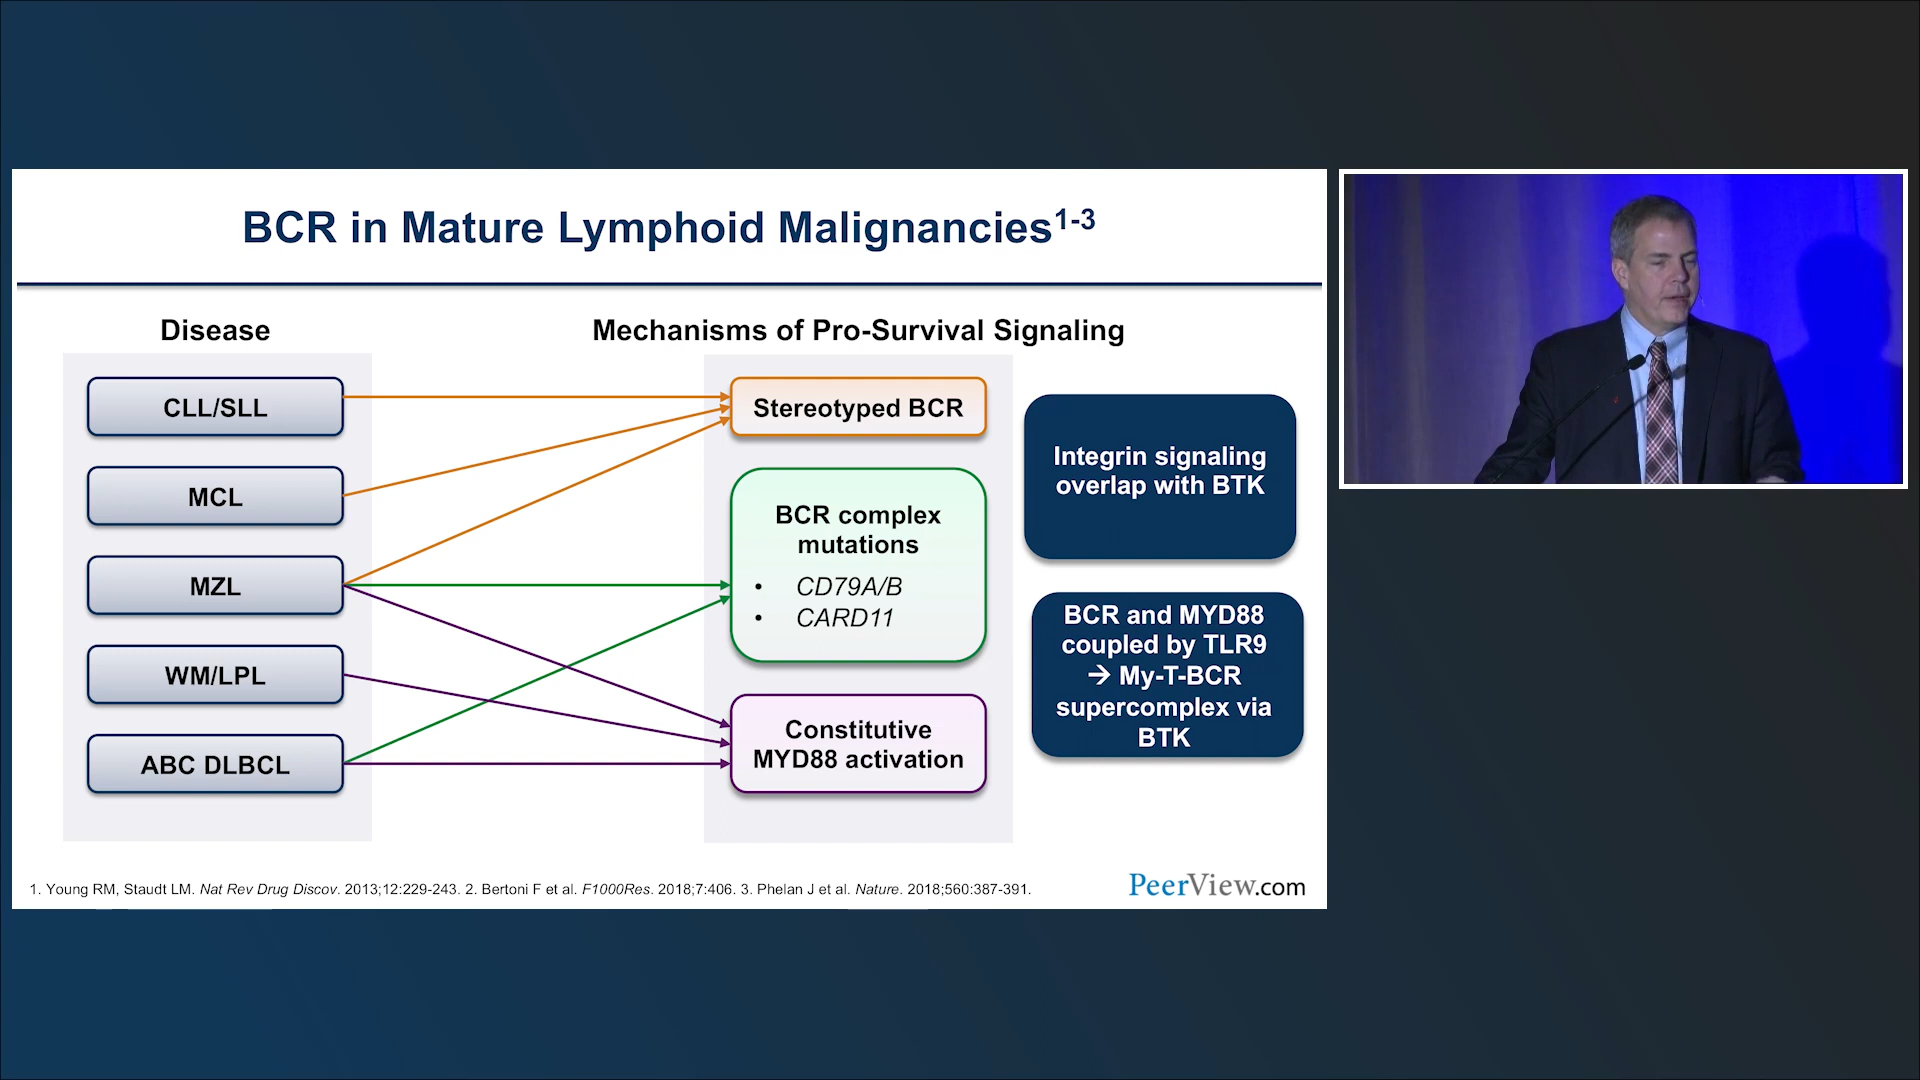 BCR in Mature Lymphoid Malignancies1-3
Disease
Mechanisms of Pro-Survival Signaling
CLL/SLL
MCL
MZL
WM/LPL
ABC DLBCL
Stereotyped BCR
BCR complex
mutations
• CD79A/B
• CARD11
Constitutive
MYD88 activation
Integrin signaling
overlap with BTK
BCR and MYD88
coupled by TLR9
→ My-T-BCR
supercomplex via
BTK
1. Young RM, Staudt LM. Nat Rev Drug Discov. 2013;12:229-243. 2. Bertoni F et al. F1000Res. 2018;7:406. 3. Phelan J et al. Nature. 2018;560:387-391.
PeerView.com